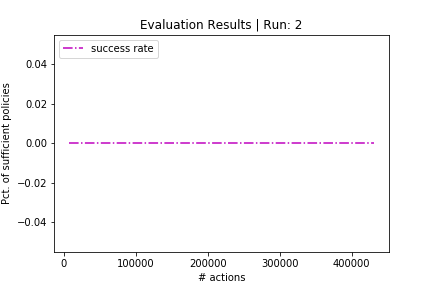 Evaluation Results | Run: 2
success rate
Pct. of sufficient policies
0.04
0.02
0.00
−0.02
−0.04
0
100000
200000
300000
400000
# actions